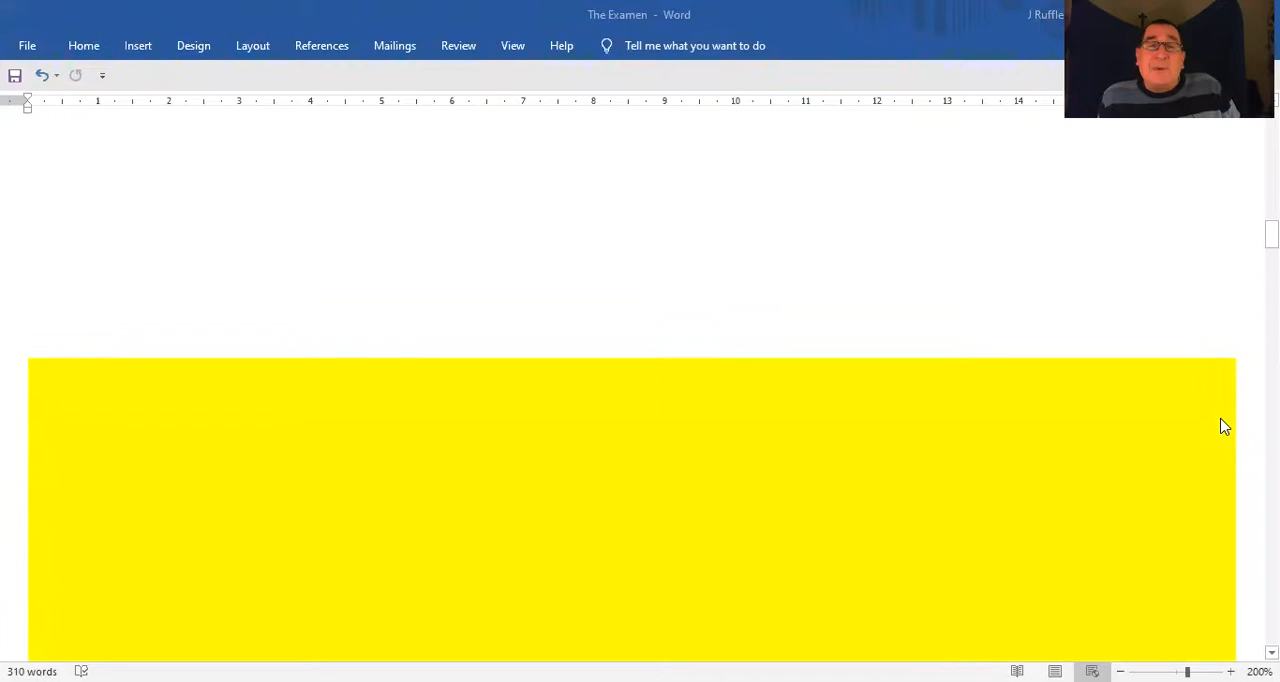 The Examen - Word
J Ruffle
File Home Insert Design Layout References Mailings Review View Help Tell me what you want to do
1 2 3 4 5 6 7 8 9 10 11 12 13 14
310 words
200%